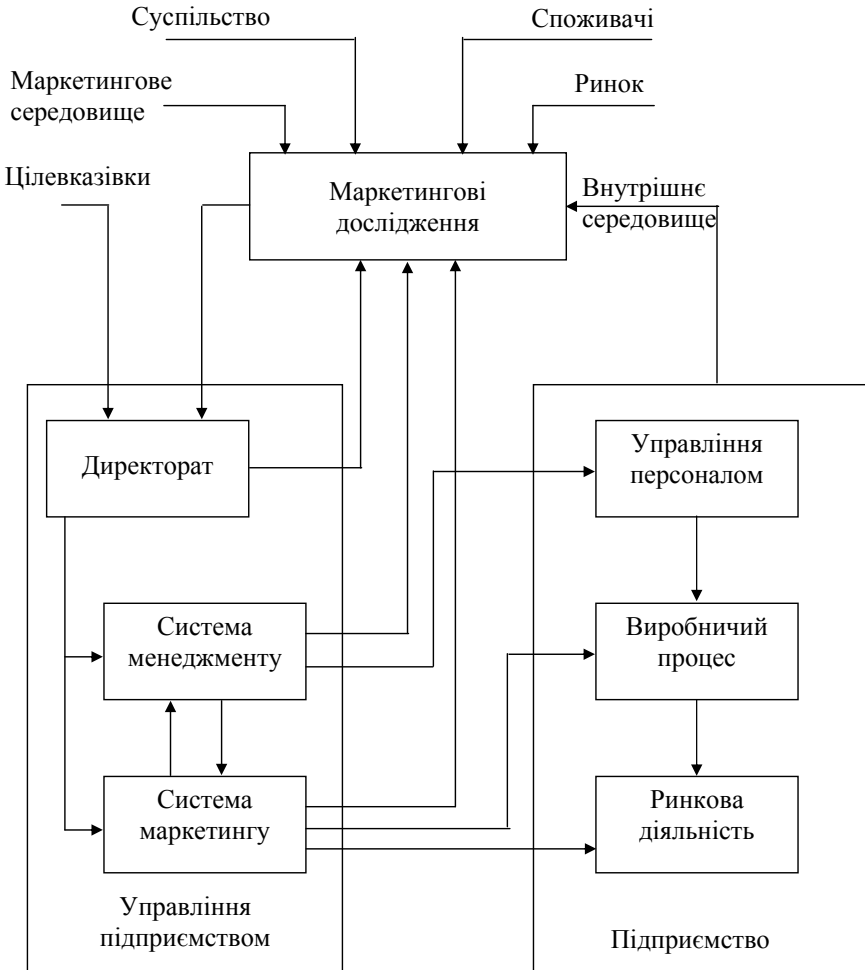 Суспільство
Споживачі
Маркетингове
середовище
Ринок
Цілевказівки
Маркетингові
дослідження
Внутрішнє
середовище
Директорат
Управління
персоналом
Система
менеджменту
Виробничий
процес
Система
маркетингу
Ринкова
діяльність
Управління
підприємством
Підприємство